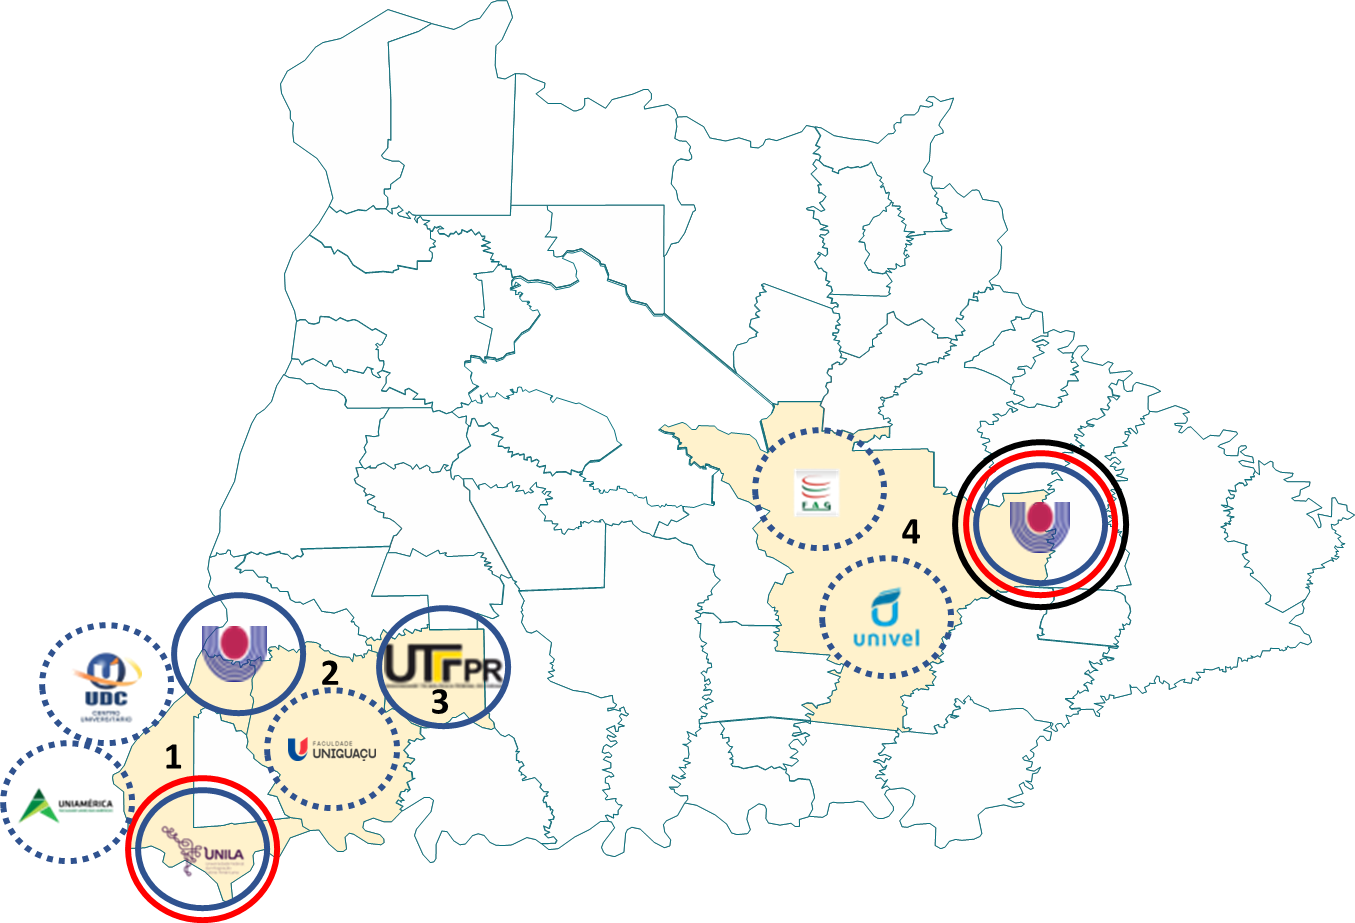 F.A.G
4
univel
2
UTFPR
3
UDC
CENTRO
UNIVERSITÁRIO
FACULDADE
UNIGUAÇU
1
UNIAMÉRICA
UNILA